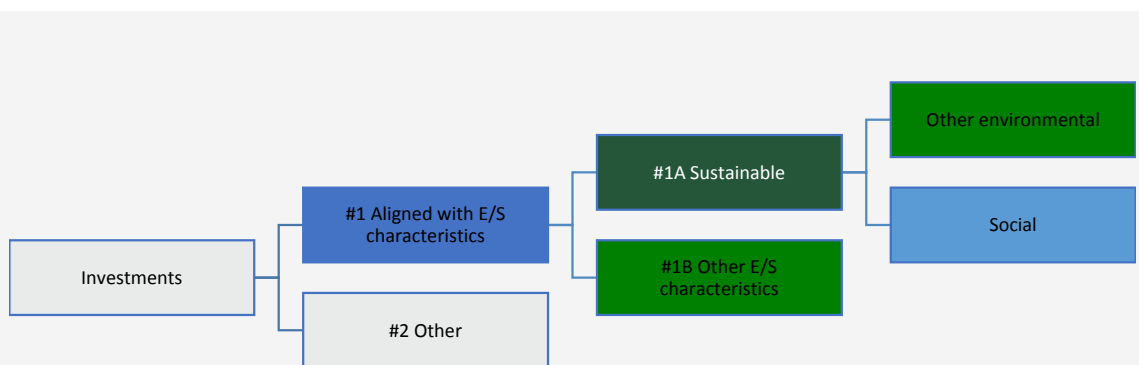 Investments
#1 Aligned with E/S
characteristics
#2 Other
#1A Sustainable
#1B Other E/S
characteristics
Other environmental
Social